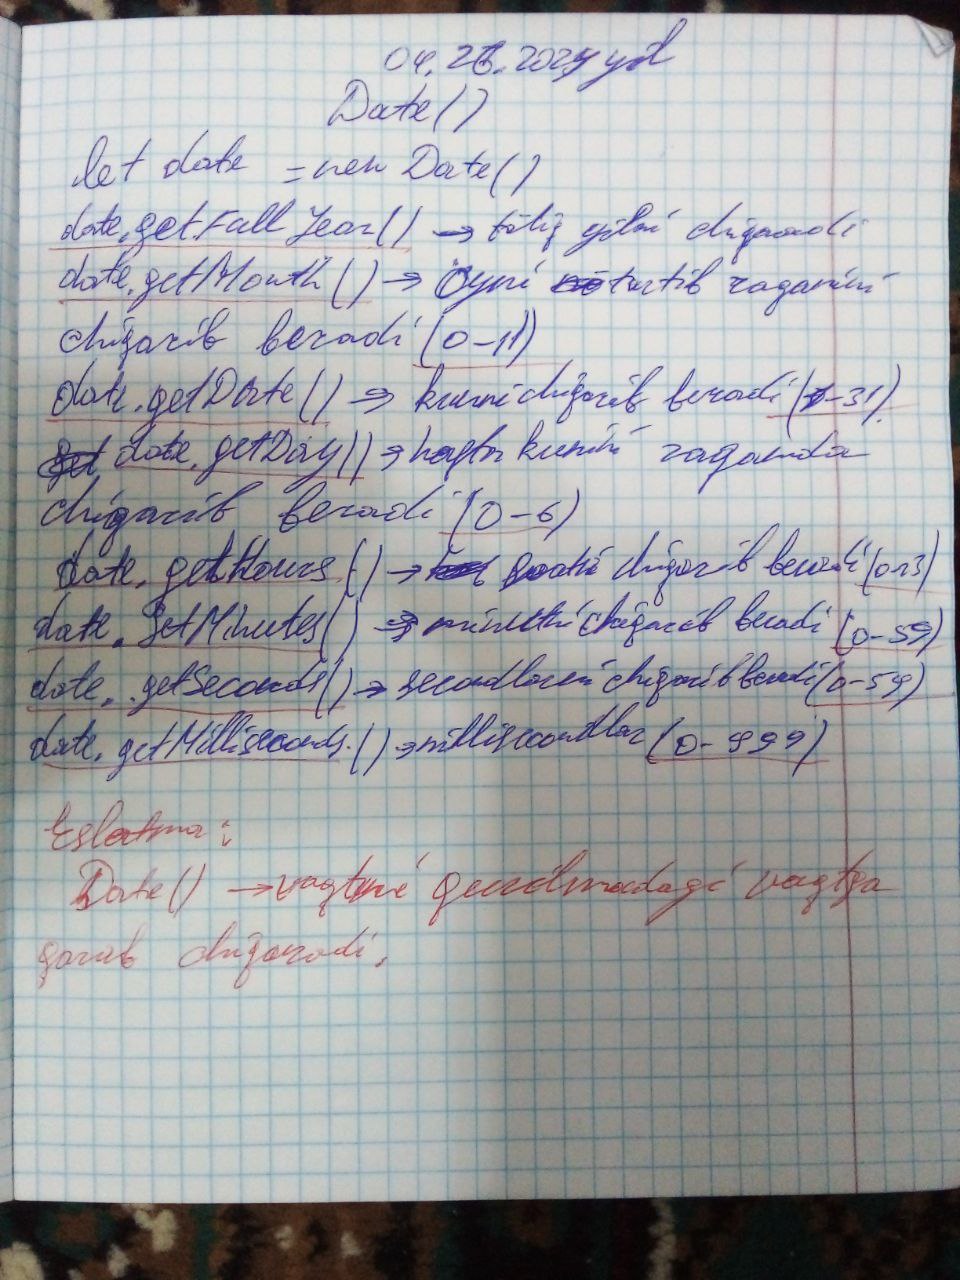 04.26.2024 yil
Date()
let date = new Date()
date.getFullYear() → to'liq yilni chiqaradi
date.getMonth() → oyni tartib raqamini
chiqarib beradi (0-11)
date.getDate() → kunni chiqarib beradi (1-31).
date.getDay() → hafta kunini raqamda
chiqarib beradi (0-6)
date.getHours() → soatni chiqarib beradi (0-23)
date.getMinutes() → minutni chiqarib beradi (0-59)
date.getSeconds() → secondlarni chiqarib beradi (0-59)
date.getMilliseconds.() → millisecondlar (0-999)
Eslatma:
Date() → vaqtni qurilmadagi vaqtga
qarab chiqaradi.